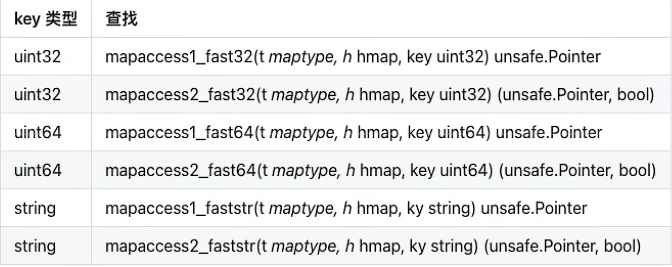 key 类型 查找
uint32 mapaccess1_fast32(t maptype, h hmap, key uint32) unsafe.Pointer
uint32 mapaccess2_fast32(t maptype, h hmap, key uint32) (unsafe.Pointer, bool)
uint64 mapaccess1_fast64(t maptype, h hmap, key uint64) unsafe.Pointer
uint64 mapaccess2_fast64(t maptype, h hmap, key uint64) (unsafe.Pointer, bool)
string mapaccess1_faststr(t maptype, h hmap, ky string) unsafe.Pointer
string mapaccess2_faststr(t maptype, h hmap, ky string) (unsafe.Pointer, bool)